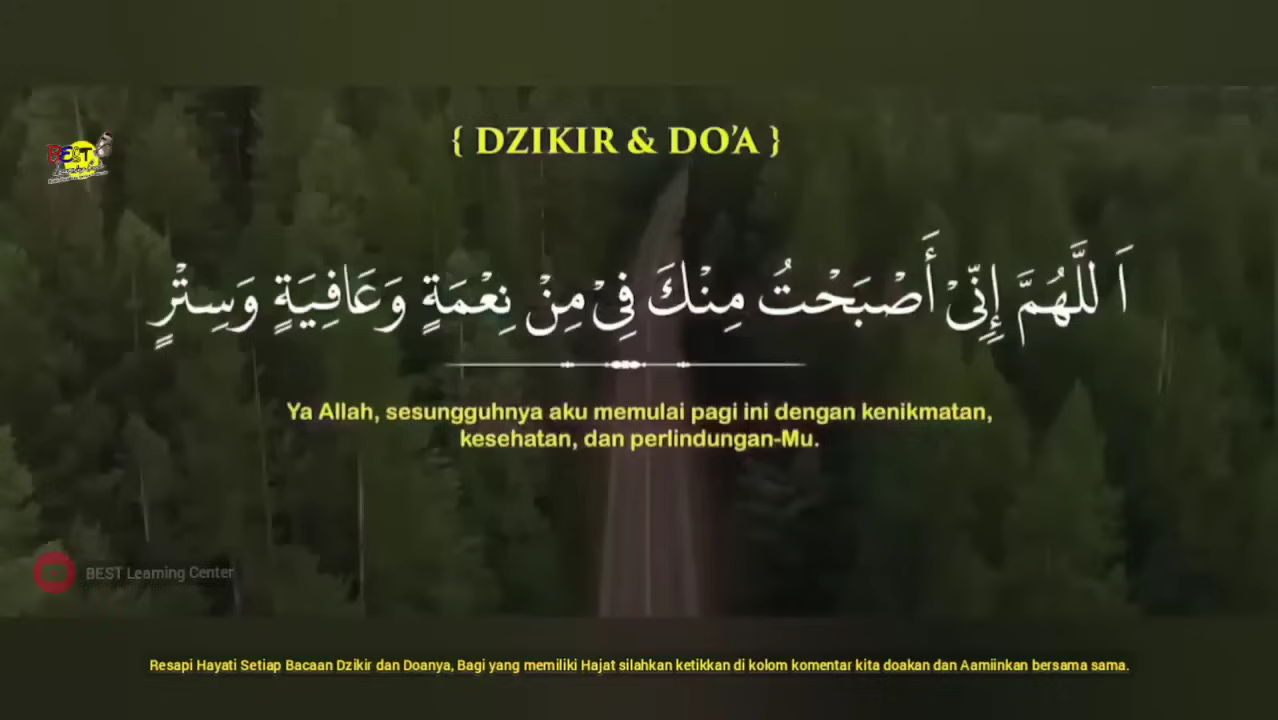 { DZIKIR & DO'A }
BEST
اَ للَّهُمَّ إِنِّيْ أَصْبَحْتُ مِنْكَ فِيْ مِنْ نِعْمَةٍ وَعَافِيَةٍ وَسِتْرٍ
Ya Allah, sesungguhnya aku memulai pagi ini dengan kenikmatan,
kesehatan, dan perlindungan-Mu.
BEST Learning Center
Resapi Hayati Setiap Bacaan Dzikir dan Doanya, Bagi yang memiliki Hajat silahkan ketikkan di kolom komentar kita doakan dan Aamiinkan bersama sama.